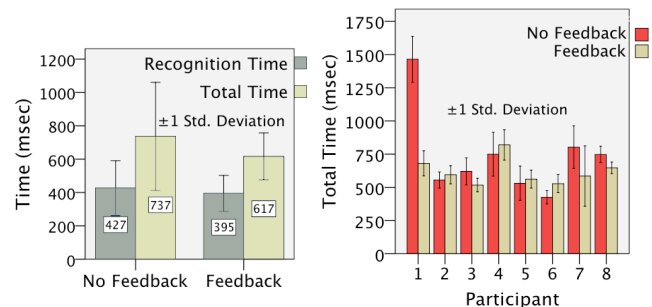 Time (msec)
1200
1000
800
600
400
200
0
Recognition Time
Total Time
±1 Std. Deviation
427
737
395
617
No Feedback
Feedback
Total Time (msec)
1750
1500
1250
1000
750
500
250
0
No Feedback
Feedback
±1 Std. Deviation
1 2 3 4 5 6 7 8
Participant